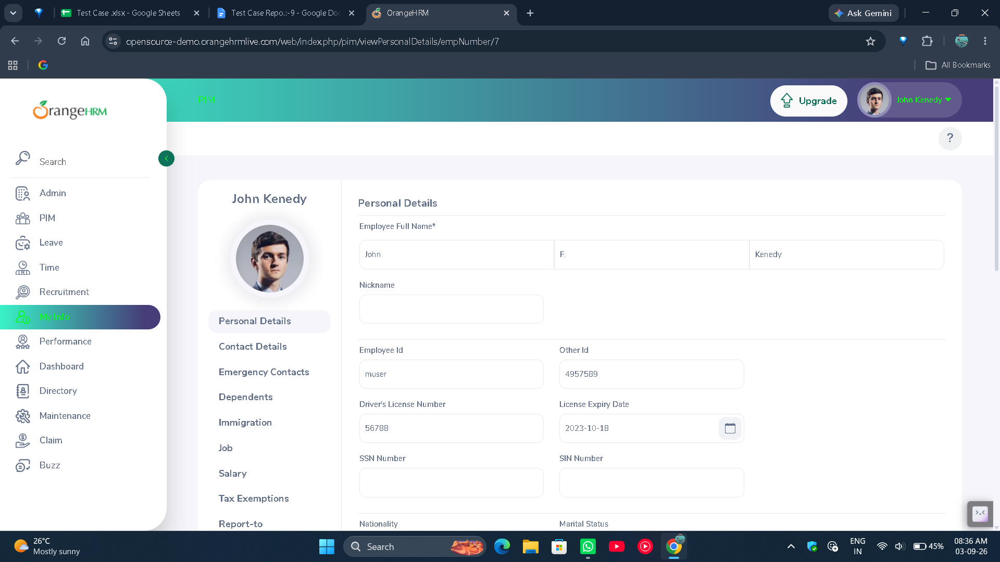 Test Case .xlsx - Google Sheets
Test Case Repo.:-9 - Google Doc
OrangeHRM
Ask Gemini
opensource-demo.orangehrmlive.com/web/index.php/pim/viewPersonalDetails/empNumber/7
All Bookmarks
OrangeHRM
PIM
Upgrade
John Kenedy
?
Search
Admin
PIM
Leave
Time
Recruitment
My Info
Performance
Dashboard
Directory
Maintenance
Claim
Buzz
John Kenedy
Personal Details
Contact Details
Emergency Contacts
Dependents
Immigration
Job
Salary
Tax Exemptions
Report-to
Personal Details
Employee Full Name*
John F. Kenedy
Nickname
Employee Id Other Id
muser 4957589
Driver's License Number License Expiry Date
56788 2023-10-18
SSN Number SIN Number
Nationality Marital Status
26°C
Mostly sunny
Search
ENG
IN
45%
08:36 AM
03-09-26